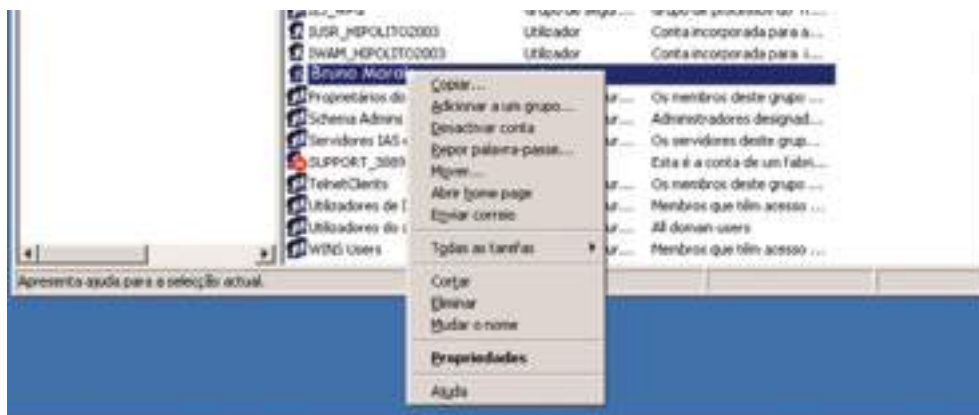 IUSR_HIPOLITO2003 Utilizador Conta incorporada para a...
IWAM_HIPOLITO2003 Utilizador Conta incorporada para i...
Bruno
Proprietários do ur... Os membros deste grupo ...
Schema Admins ur... Administradores designad...
Servidores IAS ur... Os servidores deste grup...
SUPPORT_3889 Esta é a conta de um fabri...
TelnetClients ur... Os membros deste grupo ...
Utilizadores de ur... Membros que têm acesso ...
Utilizadores do ur... All domain users
WINS Users ur... Membros que têm acesso ...
Apresenta ajuda para a selecção actual.
Copiar...
Adicionar a um grupo...
Desactivar conta
Repor palavra-passe...
Mover...
Abrir home page
Enviar correio
Todas as tarefas
Cortar
Eliminar
Mudar o nome
Propriedades
Ajuda